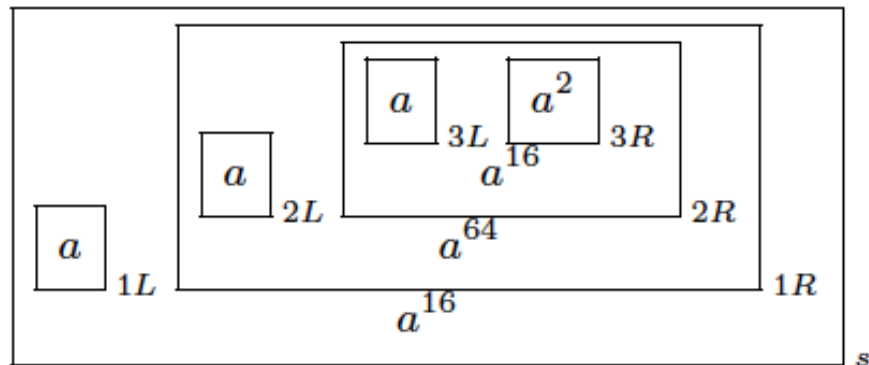 a a²
3L 3R
a a¹⁶
2L 2R
a a⁶⁴
1L 1R
a¹⁶
s